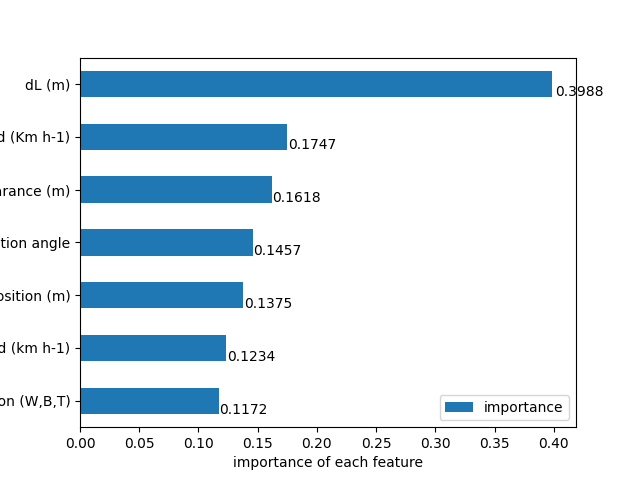 dL (m)
0.3988
d (Km h-1)
0.1747
arance (m)
0.1618
tion angle
0.1457
osition (m)
0.1375
d (km h-1)
0.1234
on (W,B,T)
0.1172
importance
0.00 0.05 0.10 0.15 0.20 0.25 0.30 0.35 0.40
importance of each feature